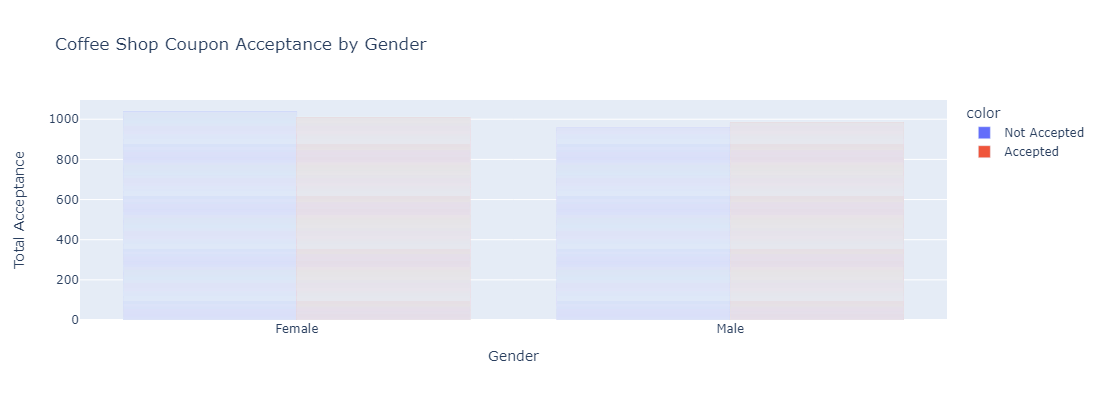 Coffee Shop Coupon Acceptance by Gender
color
Not Accepted
Accepted
Total Acceptance
1000
800
600
400
200
0
Female
Male
Gender